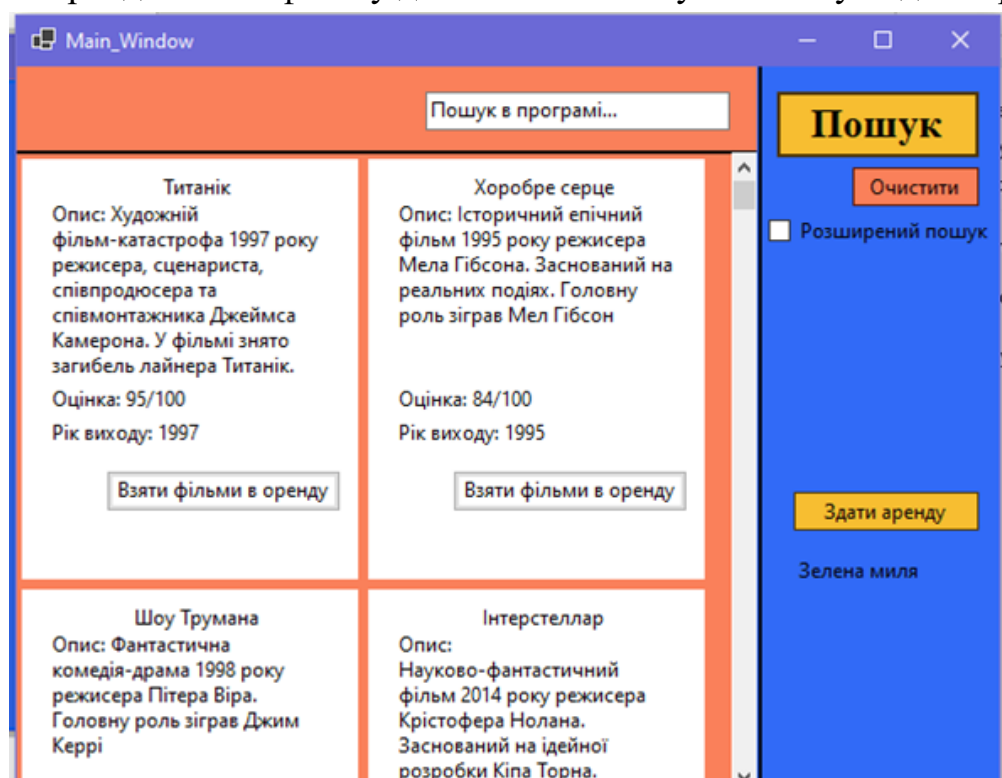 Main_Window
Пошук в програмі...
Пошук
Очистити
Розширений пошук
Титанік
Опис: Художній
фільм-катастрофа 1997 року
режисера, сценариста,
співпродюсера та
співмонтажника Джеймса
Камерона. У фільмі знято
загибель лайнера Титанік.
Оцінка: 95/100
Рік виходу: 1997
Взяти фільми в оренду
Хоробре серце
Опис: Історичний епічний
фільм 1995 року режисера
Мела Гібсона. Заснований на
реальних подіях. Головну
роль зіграв Мел Гібсон
Оцінка: 84/100
Рік виходу: 1995
Взяти фільми в оренду
Здати аренду
Зелена миля
Шоу Трумана
Опис: Фантастична
комедія-драма 1998 року
режисера Пітера Віра.
Головну роль зіграв Джим
Керрі
Інтерстеллар
Опис:
Науково-фантастичний
фільм 2014 року режисера
Крістофера Нолана.
Заснований на ідейної
розробки Кіпа Торна.